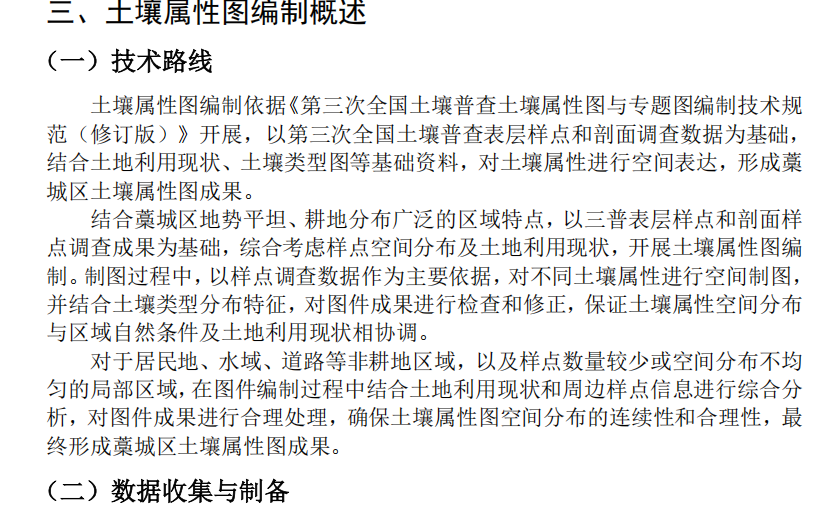 三、土壤属性图编制概述
（一）技术路线
土壤属性图编制依据《第三次全国土壤普查土壤属性图与专题图编制技术规
范（修订版）》开展，以第三次全国土壤普查表层样点和剖面调查数据为基础，
结合土地利用现状、土壤类型图等基础资料，对土壤属性进行空间表达，形成藁
城区土壤属性图成果。
结合藁城区地势平坦、耕地分布广泛的区域特点，以三普表层样点和剖面样
点调查成果为基础，综合考虑样点空间分布及土地利用现状，开展土壤属性图编
制。制图过程中，以样点调查数据作为主要依据，对不同土壤属性进行空间制图，
并结合土壤类型分布特征，对图件成果进行检查和修正，保证土壤属性空间分布
与区域自然条件及土地利用现状相协调。
对于居民地、水域、道路等非耕地区域，以及样点数量较少或空间分布不均
匀的局部区域，在图件编制过程中结合土地利用现状和周边样点信息进行综合分
析，对图件成果进行合理处理，确保土壤属性图空间分布的连续性和合理性，最
终形成藁城区土壤属性图成果。
（二）数据收集与制备